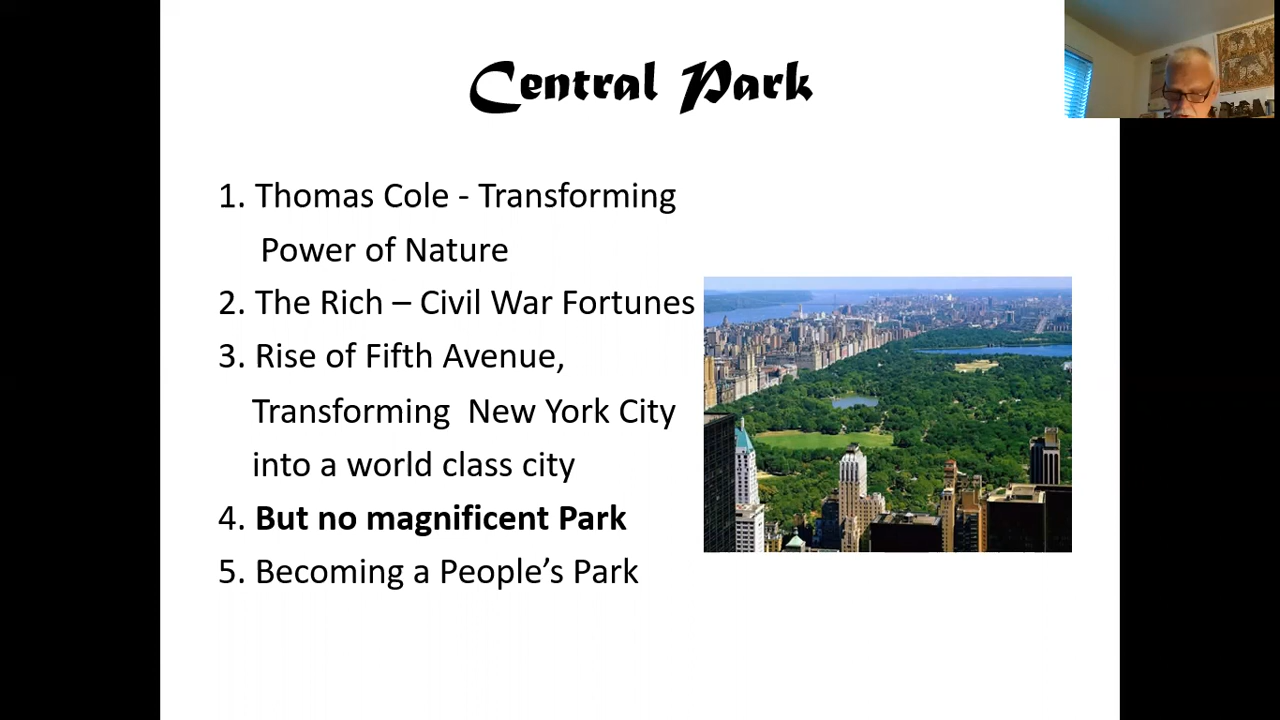 Central Park
1. Thomas Cole - Transforming
Power of Nature
2. The Rich – Civil War Fortunes
3. Rise of Fifth Avenue,
Transforming New York City
into a world class city
4. But no magnificent Park
5. Becoming a People’s Park